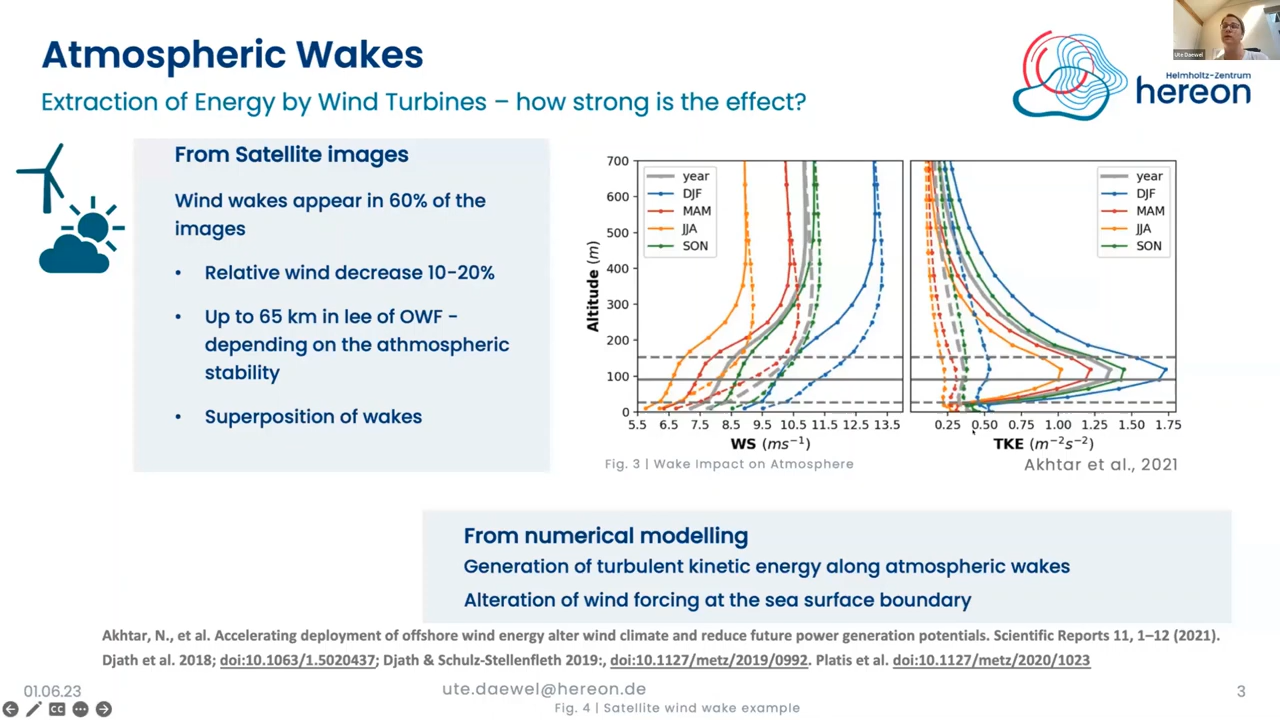 Atmospheric Wakes
Extraction of Energy by Wind Turbines – how strong is the effect?
Ute Daewel
Helmholtz-Zentrum
hereon
From Satellite images
Wind wakes appear in 60% of the
images
• Relative wind decrease 10-20%
• Up to 65 km in lee of OWF -
depending on the athmospheric
stability
• Superposition of wakes
Altitude (m)
700
600
500
400
300
200
100
0
year
DJF
MAM
JJA
SON
5.5 6.5 7.5 8.5 9.5 10.5 11.5 12.5 13.5
WS (ms⁻¹)
year
DJF
MAM
JJA
SON
0.25 0.50 0.75 1.00 1.25 1.50 1.75
TKE (m⁻²s⁻²)
Fig. 3 | Wake Impact on Atmosphere
Akhtar et al., 2021
From numerical modelling
Generation of turbulent kinetic energy along atmospheric wakes
Alteration of wind forcing at the sea surface boundary
Akhtar, N., et al. Accelerating deployment of offshore wind energy alter wind climate and reduce future power generation potentials. Scientific Reports 11, 1–12 (2021).
Djath et al. 2018; doi:10.1063/1.5020437; Djath & Schulz-Stellenfleth 2019:, doi:10.1127/metz/2019/0992. Platis et al. doi:10.1127/metz/2020/1023
01.06.23
ute.daewel@hereon.de
3
CC
Fig. 4 | Satellite wind wake example